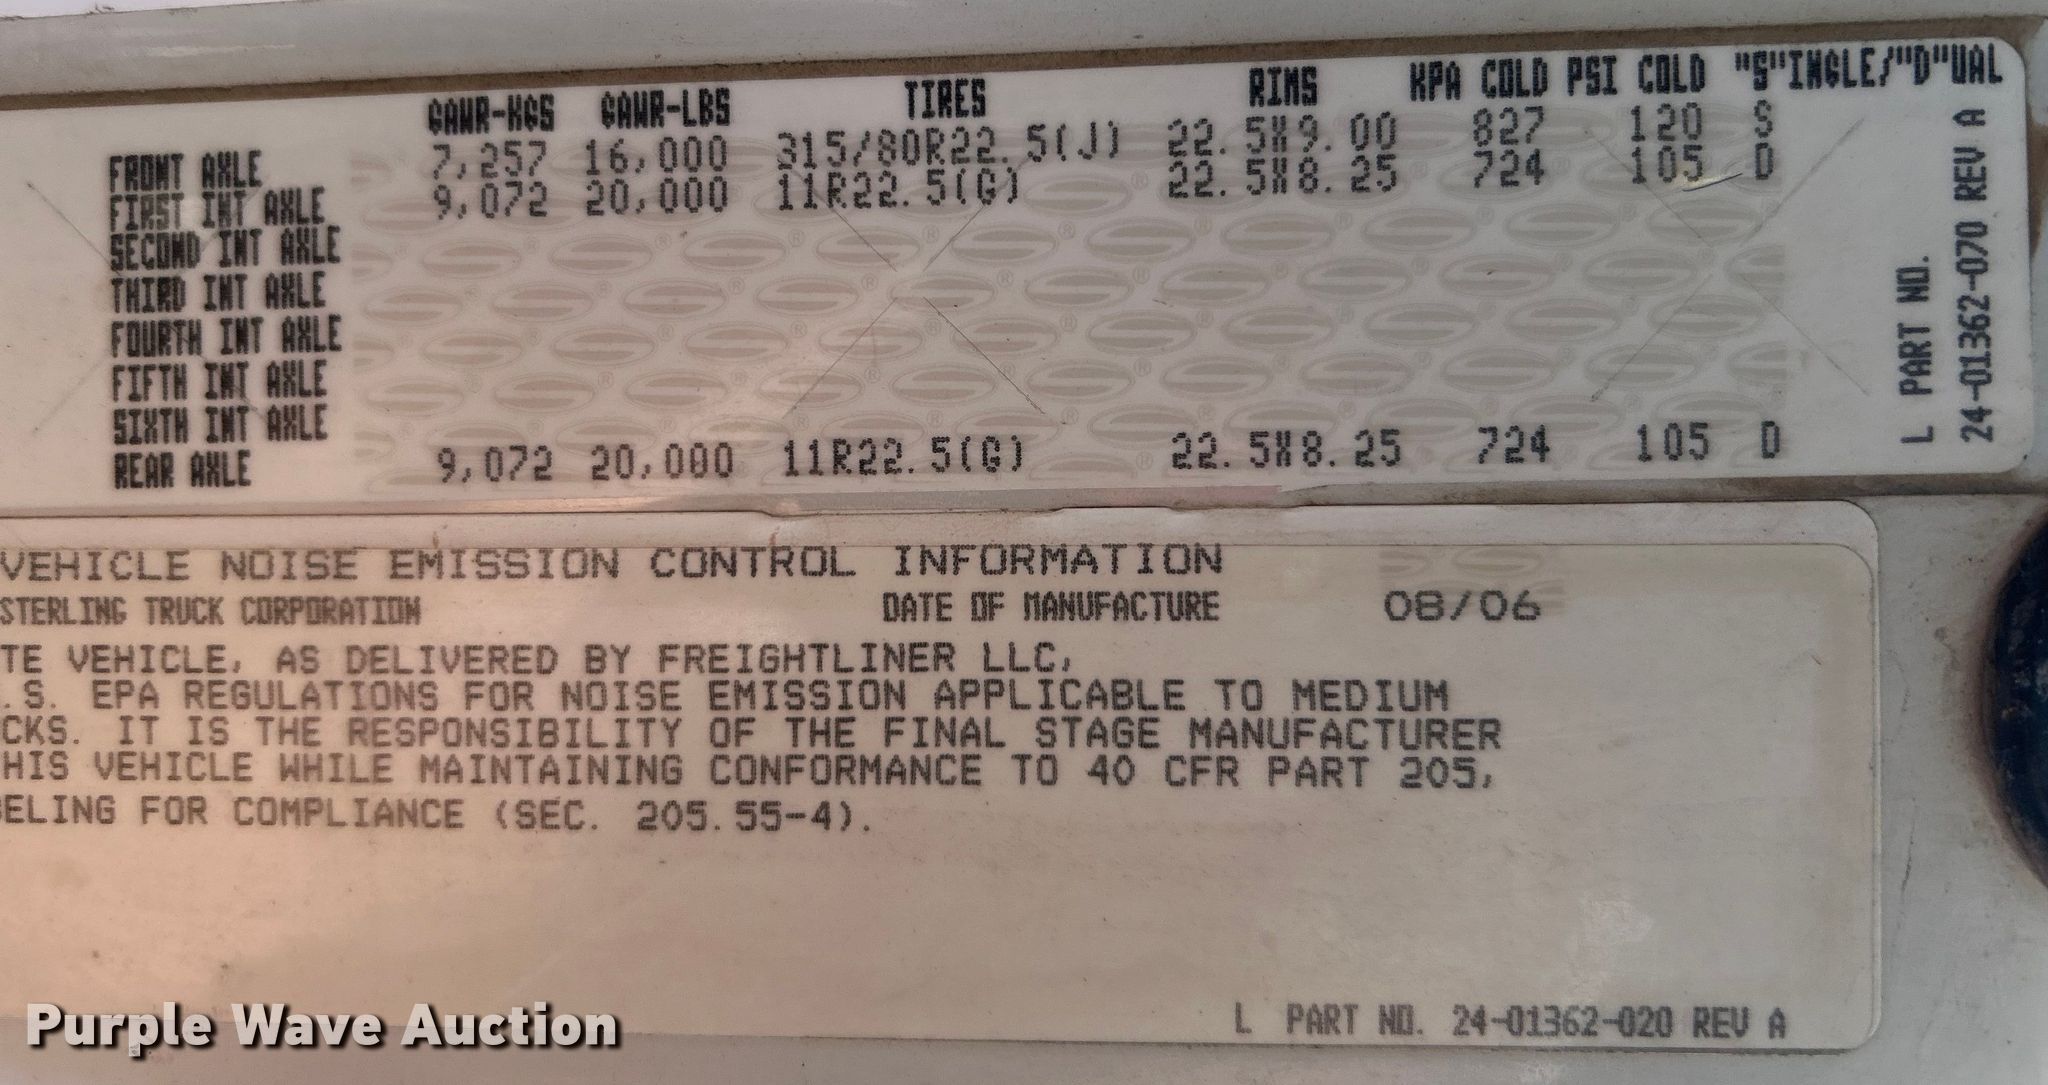 GAWR-KGS GAWR-LBS TIRES RIMS KPA COLD PSI COLD "S"INGLE/"D"UAL
FRONT AXLE 7,257 16,000 315/80R22.5(J) 22.5X9.00 827 120 S
FIRST INT AXLE 9,072 20,000 11R22.5(G) 22.5X8.25 724 105 D
SECOND INT AXLE
THIRD INT AXLE
FOURTH INT AXLE
FIFTH INT AXLE
SIXTH INT AXLE
REAR AXLE 9,072 20,000 11R22.5(G) 22.5X8.25 724 105 D
L PART NO.
24-01362-070 REV A
VEHICLE NOISE EMISSION CONTROL INFORMATION
STERLING TRUCK CORPORATION DATE OF MANUFACTURE 08/06
TE VEHICLE, AS DELIVERED BY FREIGHTLINER LLC,
.S. EPA REGULATIONS FOR NOISE EMISSION APPLICABLE TO MEDIUM
CKS. IT IS THE RESPONSIBILITY OF THE FINAL STAGE MANUFACTURER
HIS VEHICLE WHILE MAINTAINING CONFORMANCE TO 40 CFR PART 205,
ELING FOR COMPLIANCE (SEC. 205.55-4).
L PART NO. 24-01362-020 REV A
Purple Wave Auction